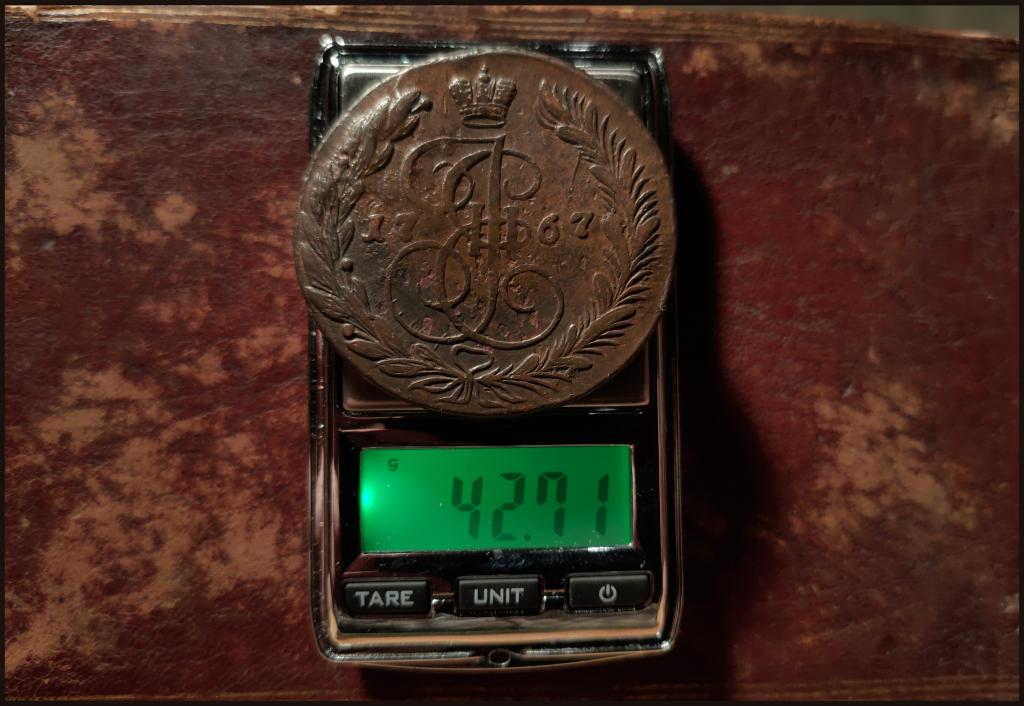 17 67
g
42.71
TARE UNIT